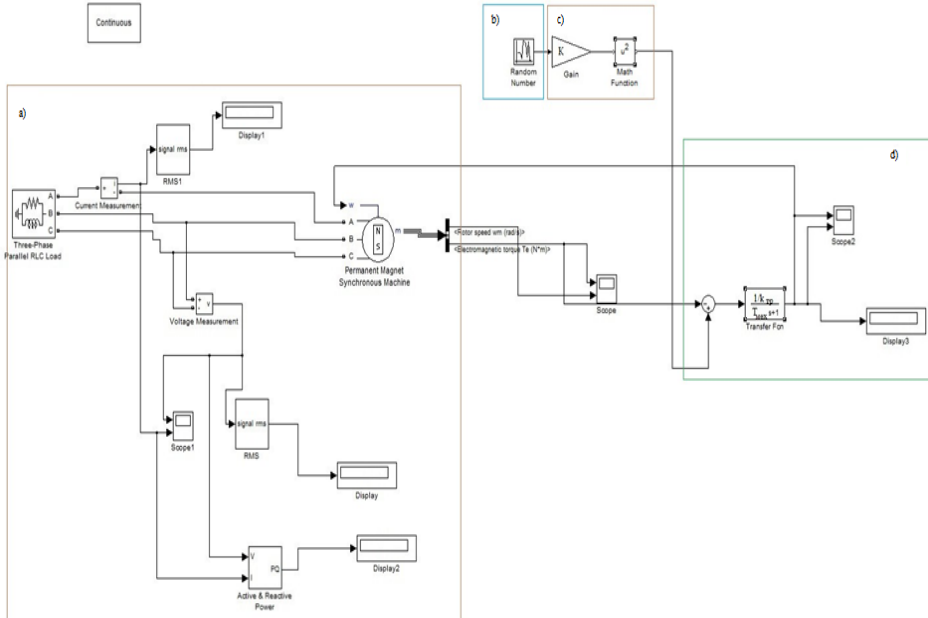 Continuous
b)
c)
K
u²
Random
Number
Gain
Math
Function
a)
Display1
signal rms
RMS1
d)
A
B
C
+
-
i
Current Measurement
Three-Phase
Parallel RLC Load
w
A
B
C
N
S
m
Permanent Magnet
Synchronous Machine
<Rotor speed wm (rad/s)>
<Electromagnetic torque Te (N*m)>
Scope
Scope2
+
-
v
Voltage Measurement
Transfer Fcn
Display3
Scope1
signal rms
RMS
Display
V
I
PQ
Active & Reactive
Power
Display2